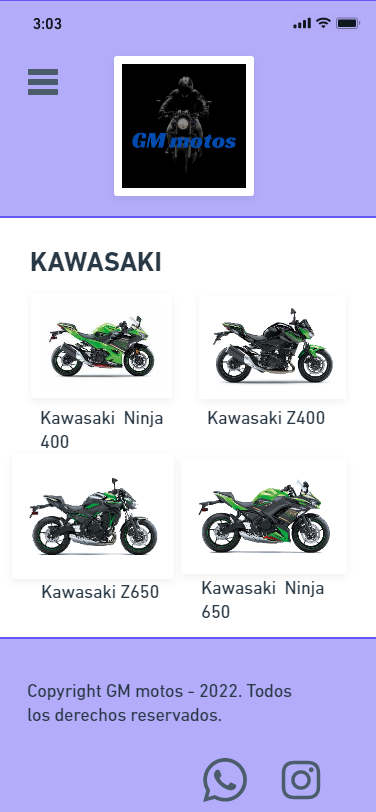 3:03
GM motos
KAWASAKI
Kawasaki Ninja
400
Kawasaki Z400
Kawasaki Z650
Kawasaki Ninja
650
Copyright GM motos - 2022. Todos
los derechos reservados.